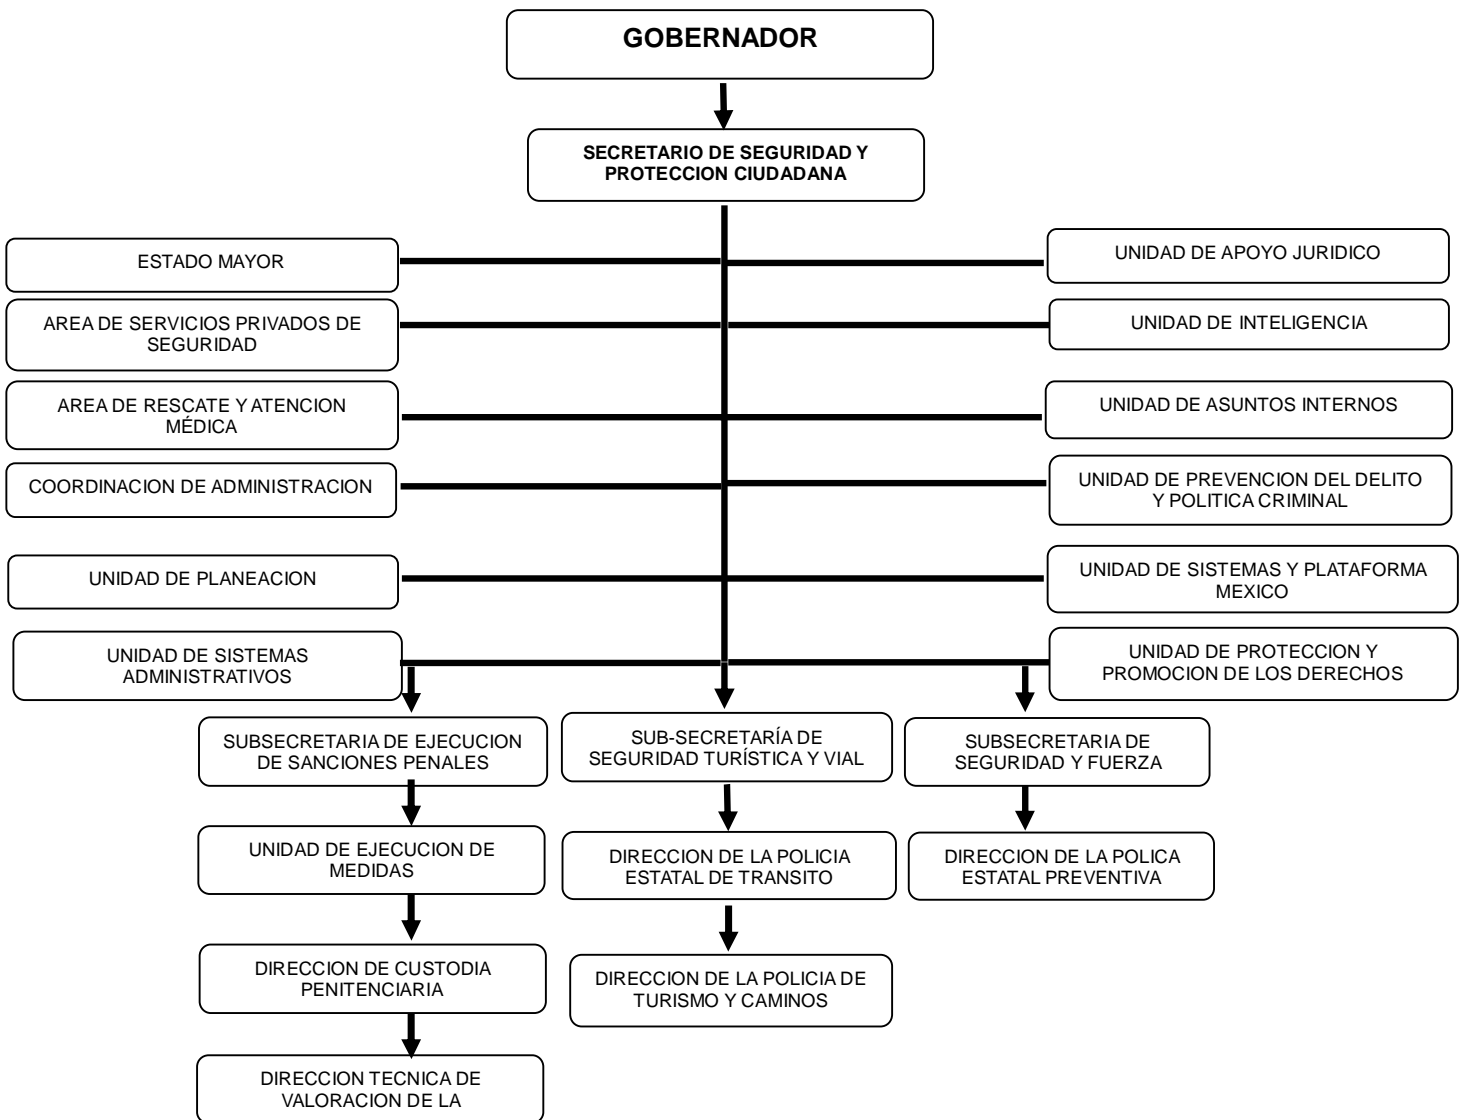 GOBERNADOR
SECRETARIO DE SEGURIDAD Y
PROTECCION CIUDADANA
ESTADO MAYOR
UNIDAD DE APOYO JURIDICO
AREA DE SERVICIOS PRIVADOS DE
SEGURIDAD
UNIDAD DE INTELIGENCIA
AREA DE RESCATE Y ATENCION
MÉDICA
UNIDAD DE ASUNTOS INTERNOS
COORDINACION DE ADMINISTRACION
UNIDAD DE PREVENCION DEL DELITO
Y POLITICA CRIMINAL
UNIDAD DE PLANEACION
UNIDAD DE SISTEMAS Y PLATAFORMA
MEXICO
UNIDAD DE SISTEMAS
ADMINISTRATIVOS
UNIDAD DE PROTECCION Y
PROMOCION DE LOS DERECHOS
SUBSECRETARIA DE EJECUCION
DE SANCIONES PENALES
SUB-SECRETARÍA DE
SEGURIDAD TURÍSTICA Y VIAL
SUBSECRETARIA DE
SEGURIDAD Y FUERZA
UNIDAD DE EJECUCION DE
MEDIDAS
DIRECCION DE LA POLICIA
ESTATAL DE TRANSITO
DIRECCION DE LA POLICA
ESTATAL PREVENTIVA
DIRECCION DE CUSTODIA
PENITENCIARIA
DIRECCION DE LA POLICIA DE
TURISMO Y CAMINOS
DIRECCION TECNICA DE
VALORACION DE LA